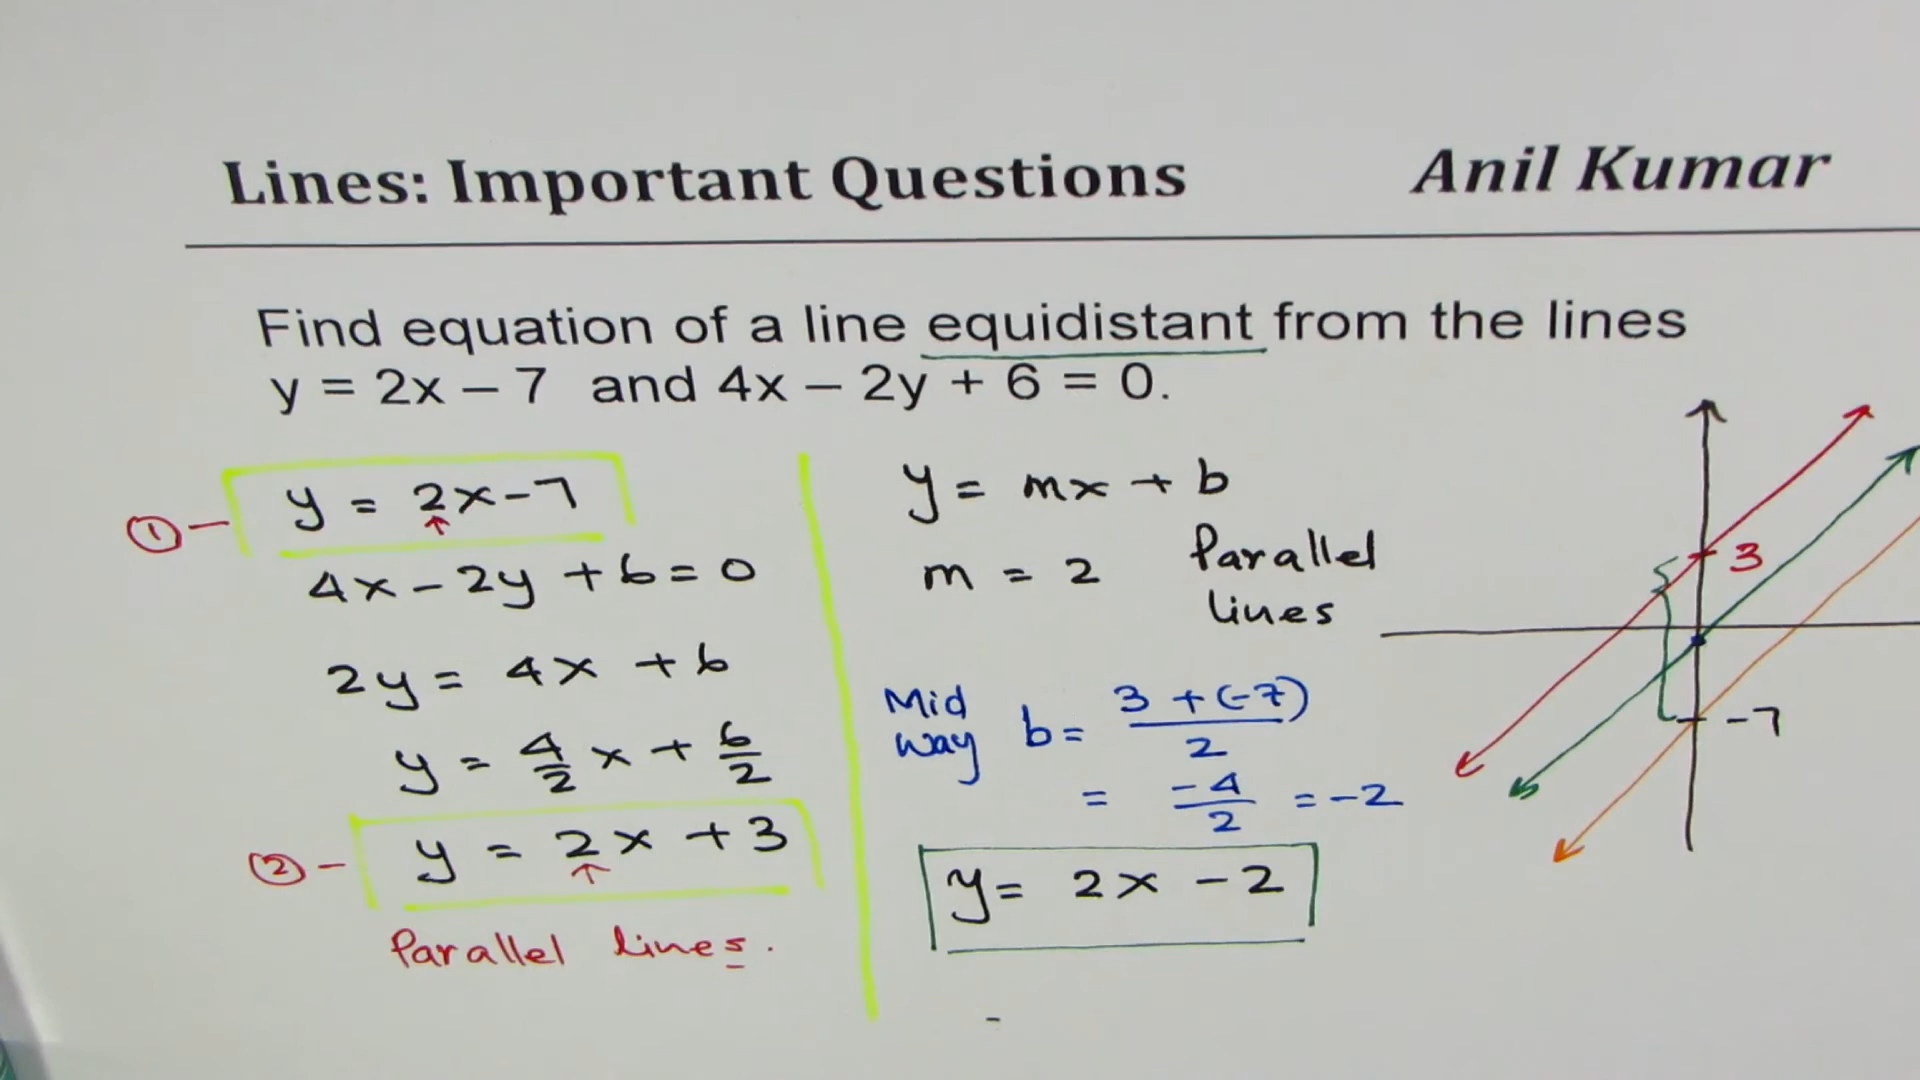 Lines: Important Questions Anil Kumar
Find equation of a line equidistant from the lines
y = 2x – 7 and 4x – 2y + 6 = 0.
① – y = 2x-7
4x - 2y + 6 = 0
2y = 4x + 6
y = 4/2 x + 6/2
② – y = 2x + 3
Parallel lines.
y = mx + b
m = 2 Parallel
lines
Mid
way b = 3 + (-7) / 2
= -4/2 = -2
y = 2x - 2
3
-7